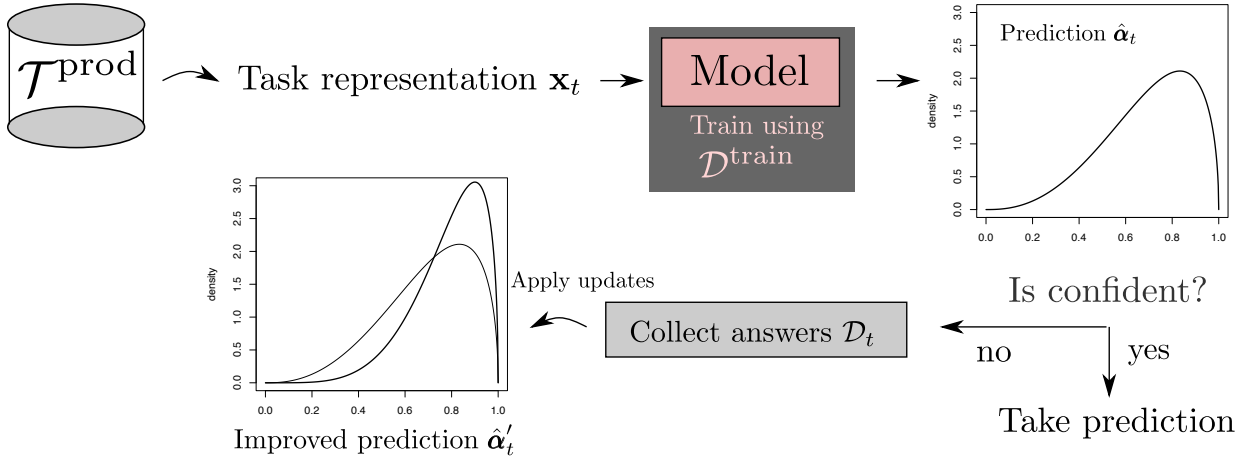 𝒯^prod
Task representation 𝐱_t
Model
Train using
𝒟^train
Prediction α̂_t
density
3.0
2.5
2.0
1.5
1.0
0.5
0.0
0.0 0.2 0.4 0.6 0.8 1.0
Is confident?
no
yes
Take prediction
Collect answers 𝒟_t
Apply updates
density
3.0
2.5
2.0
1.5
1.0
0.5
0.0
0.0 0.2 0.4 0.6 0.8 1.0
Improved prediction α̂′_t